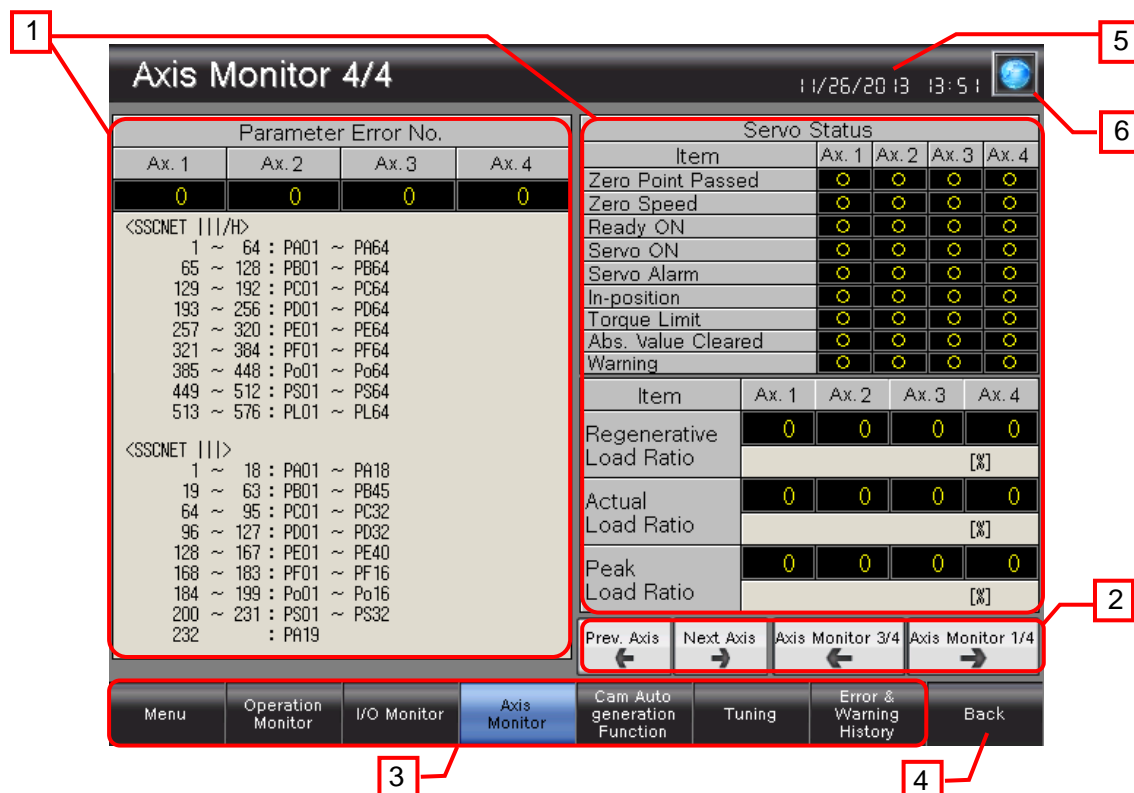 1
5
Axis Monitor 4/4
11/26/2013 13:51
6
Parameter Error No.
Ax. 1 Ax. 2 Ax. 3 Ax. 4
0 0 0 0
<SSCNET |||/H>
1 ~ 64 : PA01 ~ PA64
65 ~ 128 : PB01 ~ PB64
129 ~ 192 : PC01 ~ PC64
193 ~ 256 : PD01 ~ PD64
257 ~ 320 : PE01 ~ PE64
321 ~ 384 : PF01 ~ PF64
385 ~ 448 : Po01 ~ Po64
449 ~ 512 : PS01 ~ PS64
513 ~ 576 : PL01 ~ PL64
<SSCNET |||>
1 ~ 18 : PA01 ~ PA18
19 ~ 63 : PB01 ~ PB45
64 ~ 95 : PC01 ~ PC32
96 ~ 127 : PD01 ~ PD32
128 ~ 167 : PE01 ~ PE40
168 ~ 183 : PF01 ~ PF16
184 ~ 199 : Po01 ~ Po16
200 ~ 231 : PS01 ~ PS32
232 : PA19
Servo Status
Item Ax. 1 Ax. 2 Ax. 3 Ax. 4
Zero Point Passed
Zero Speed
Ready ON
Servo ON
Servo Alarm
In-position
Torque Limit
Abs. Value Cleared
Warning
Item Ax. 1 Ax. 2 Ax. 3 Ax. 4
Regenerative
Load Ratio
0 0 0 0
[%]
Actual
Load Ratio
0 0 0 0
[%]
Peak
Load Ratio
0 0 0 0
[%]
2
Prev. Axis Next Axis Axis Monitor 3/4 Axis Monitor 1/4
Menu
Operation
Monitor
I/O Monitor
Axis
Monitor
Cam Auto
generation
Function
Tuning
Error &
Warning
History
Back
3
4